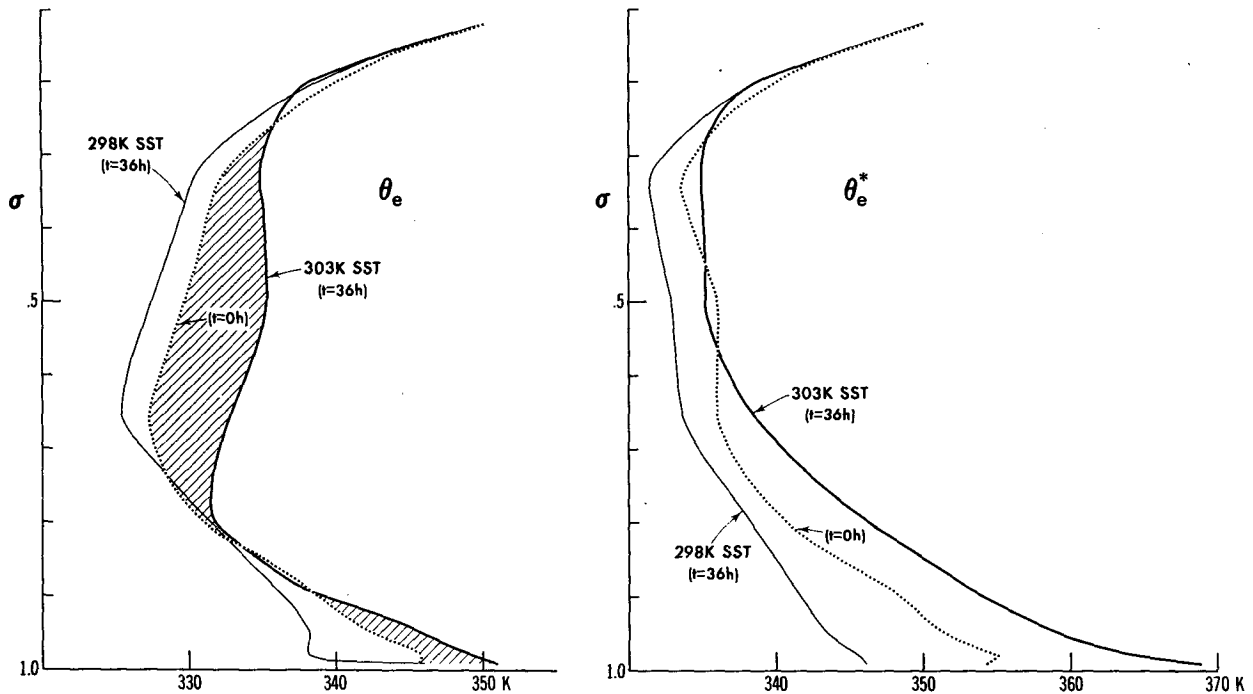 298K SST
(t=36h)
σ
θe
303K SST
(t=36h)
.5
(t=0h)
1.0
330
340
350 K
σ
θe*
.5
303K SST
(t=36h)
(t=0h)
298K SST
(t=36h)
1.0
340
350
360
370 K